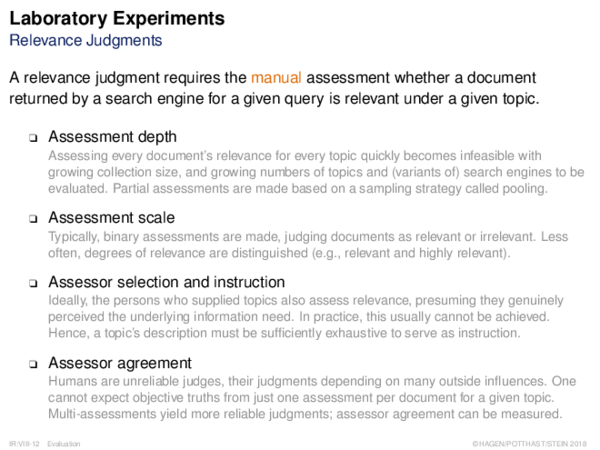 Laboratory Experiments
Relevance Judgments
A relevance judgment requires the manual assessment whether a document
returned by a search engine for a given query is relevant under a given topic.
❑ Assessment depth
Assessing every document's relevance for every topic quickly becomes infeasible with
growing collection size, and growing numbers of topics and (variants of) search engines to be
evaluated. Partial assessments are made based on a sampling strategy called pooling.
❑ Assessment scale
Typically, binary assessments are made, judging documents as relevant or irrelevant. Less
often, degrees of relevance are distinguished (e.g., relevant and highly relevant).
❑ Assessor selection and instruction
Ideally, the persons who supplied topics also assess relevance, presuming they genuinely
perceived the underlying information need. In practice, this usually cannot be achieved.
Hence, a topic's description must be sufficiently exhaustive to serve as instruction.
❑ Assessor agreement
Humans are unreliable judges, their judgments depending on many outside influences. One
cannot expect objective truths from just one assessment per document for a given topic.
Multi-assessments yield more reliable judgments; assessor agreement can be measured.
IR:VIII-12 Evaluation ©HAGEN/POTTHAST/STEIN 2018